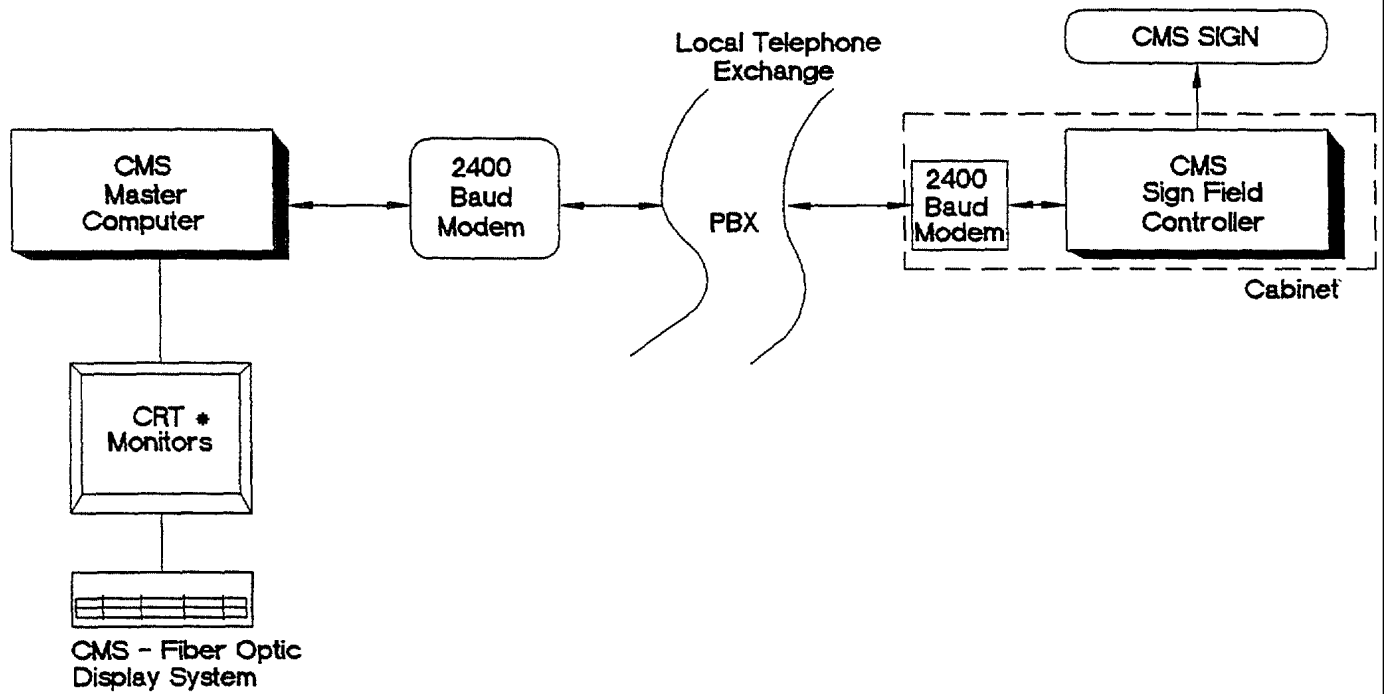 Local Telephone
Exchange
CMS SIGN
CMS
Master
Computer
2400
Baud
Modem
PBX
2400
Baud
Modem
CMS
Sign Field
Controller
Cabinet
CRT *
Monitors
CMS - Fiber Optic
Display System